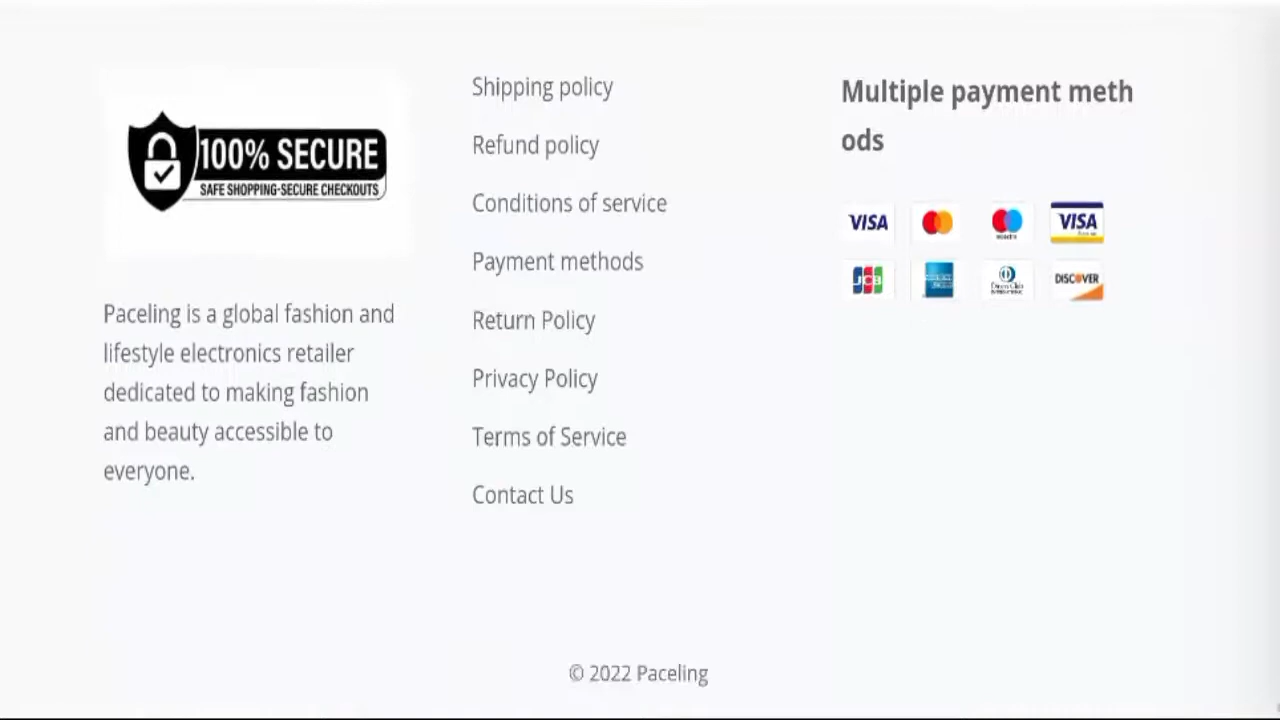 100% SECURE
SAFE SHOPPING-SECURE CHECKOUTS
Paceling is a global fashion and
lifestyle electronics retailer
dedicated to making fashion
and beauty accessible to
everyone.
Shipping policy
Refund policy
Conditions of service
Payment methods
Return Policy
Privacy Policy
Terms of Service
Contact Us
Multiple payment meth
ods
VISA
VISA
JCB
DISCOVER
© 2022 Paceling